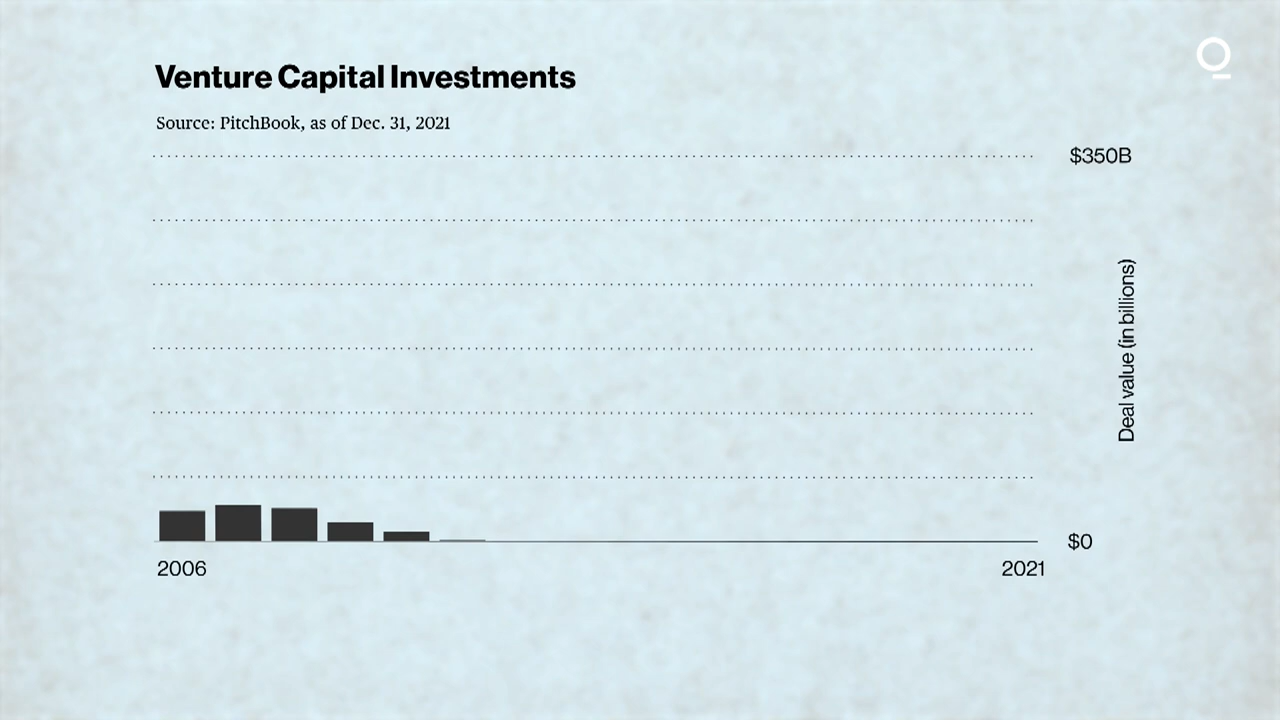 Venture Capital Investments
Source: PitchBook, as of Dec. 31, 2021
$350B
Deal value (in billions)
$0
2006
2021